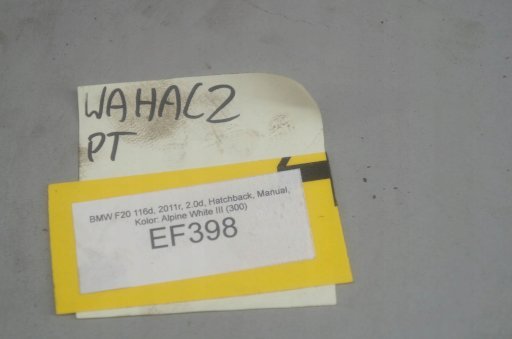 WAHACZ
PT
BMW F20 116d, 2011r, 2.0d, Hatchback, Manual,
Kolor: Alpine White III (300)
EF398